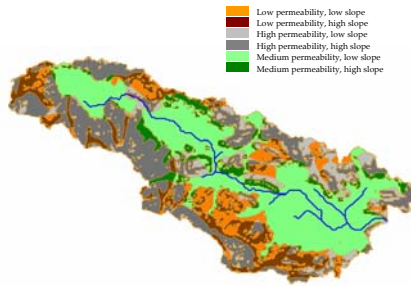 Low permeability, low slope
Low permeability, high slope
High permeability, low slope
High permeability, high slope
Medium permeability, low slope
Medium permeability, high slope